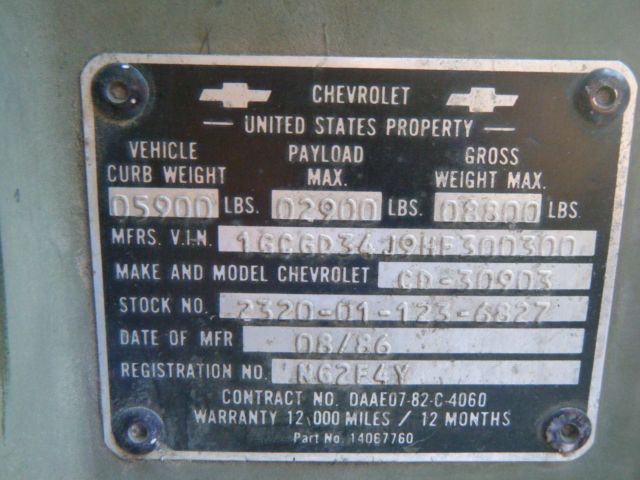 CHEVROLET
UNITED STATES PROPERTY
VEHICLE CURB WEIGHT PAYLOAD MAX. GROSS WEIGHT MAX.
05900 LBS. 02900 LBS. 08800 LBS.
MFRS. V.I.N. 1GCGD34J9HF300300
MAKE AND MODEL CHEVROLET CD-30903
STOCK NO. 2320-01-123-6827
DATE OF MFR 08/86
REGISTRATION NO. NG2F4Y
CONTRACT NO. DAAE07-82-C-4060
WARRANTY 12,000 MILES / 12 MONTHS
Part No. 14067760